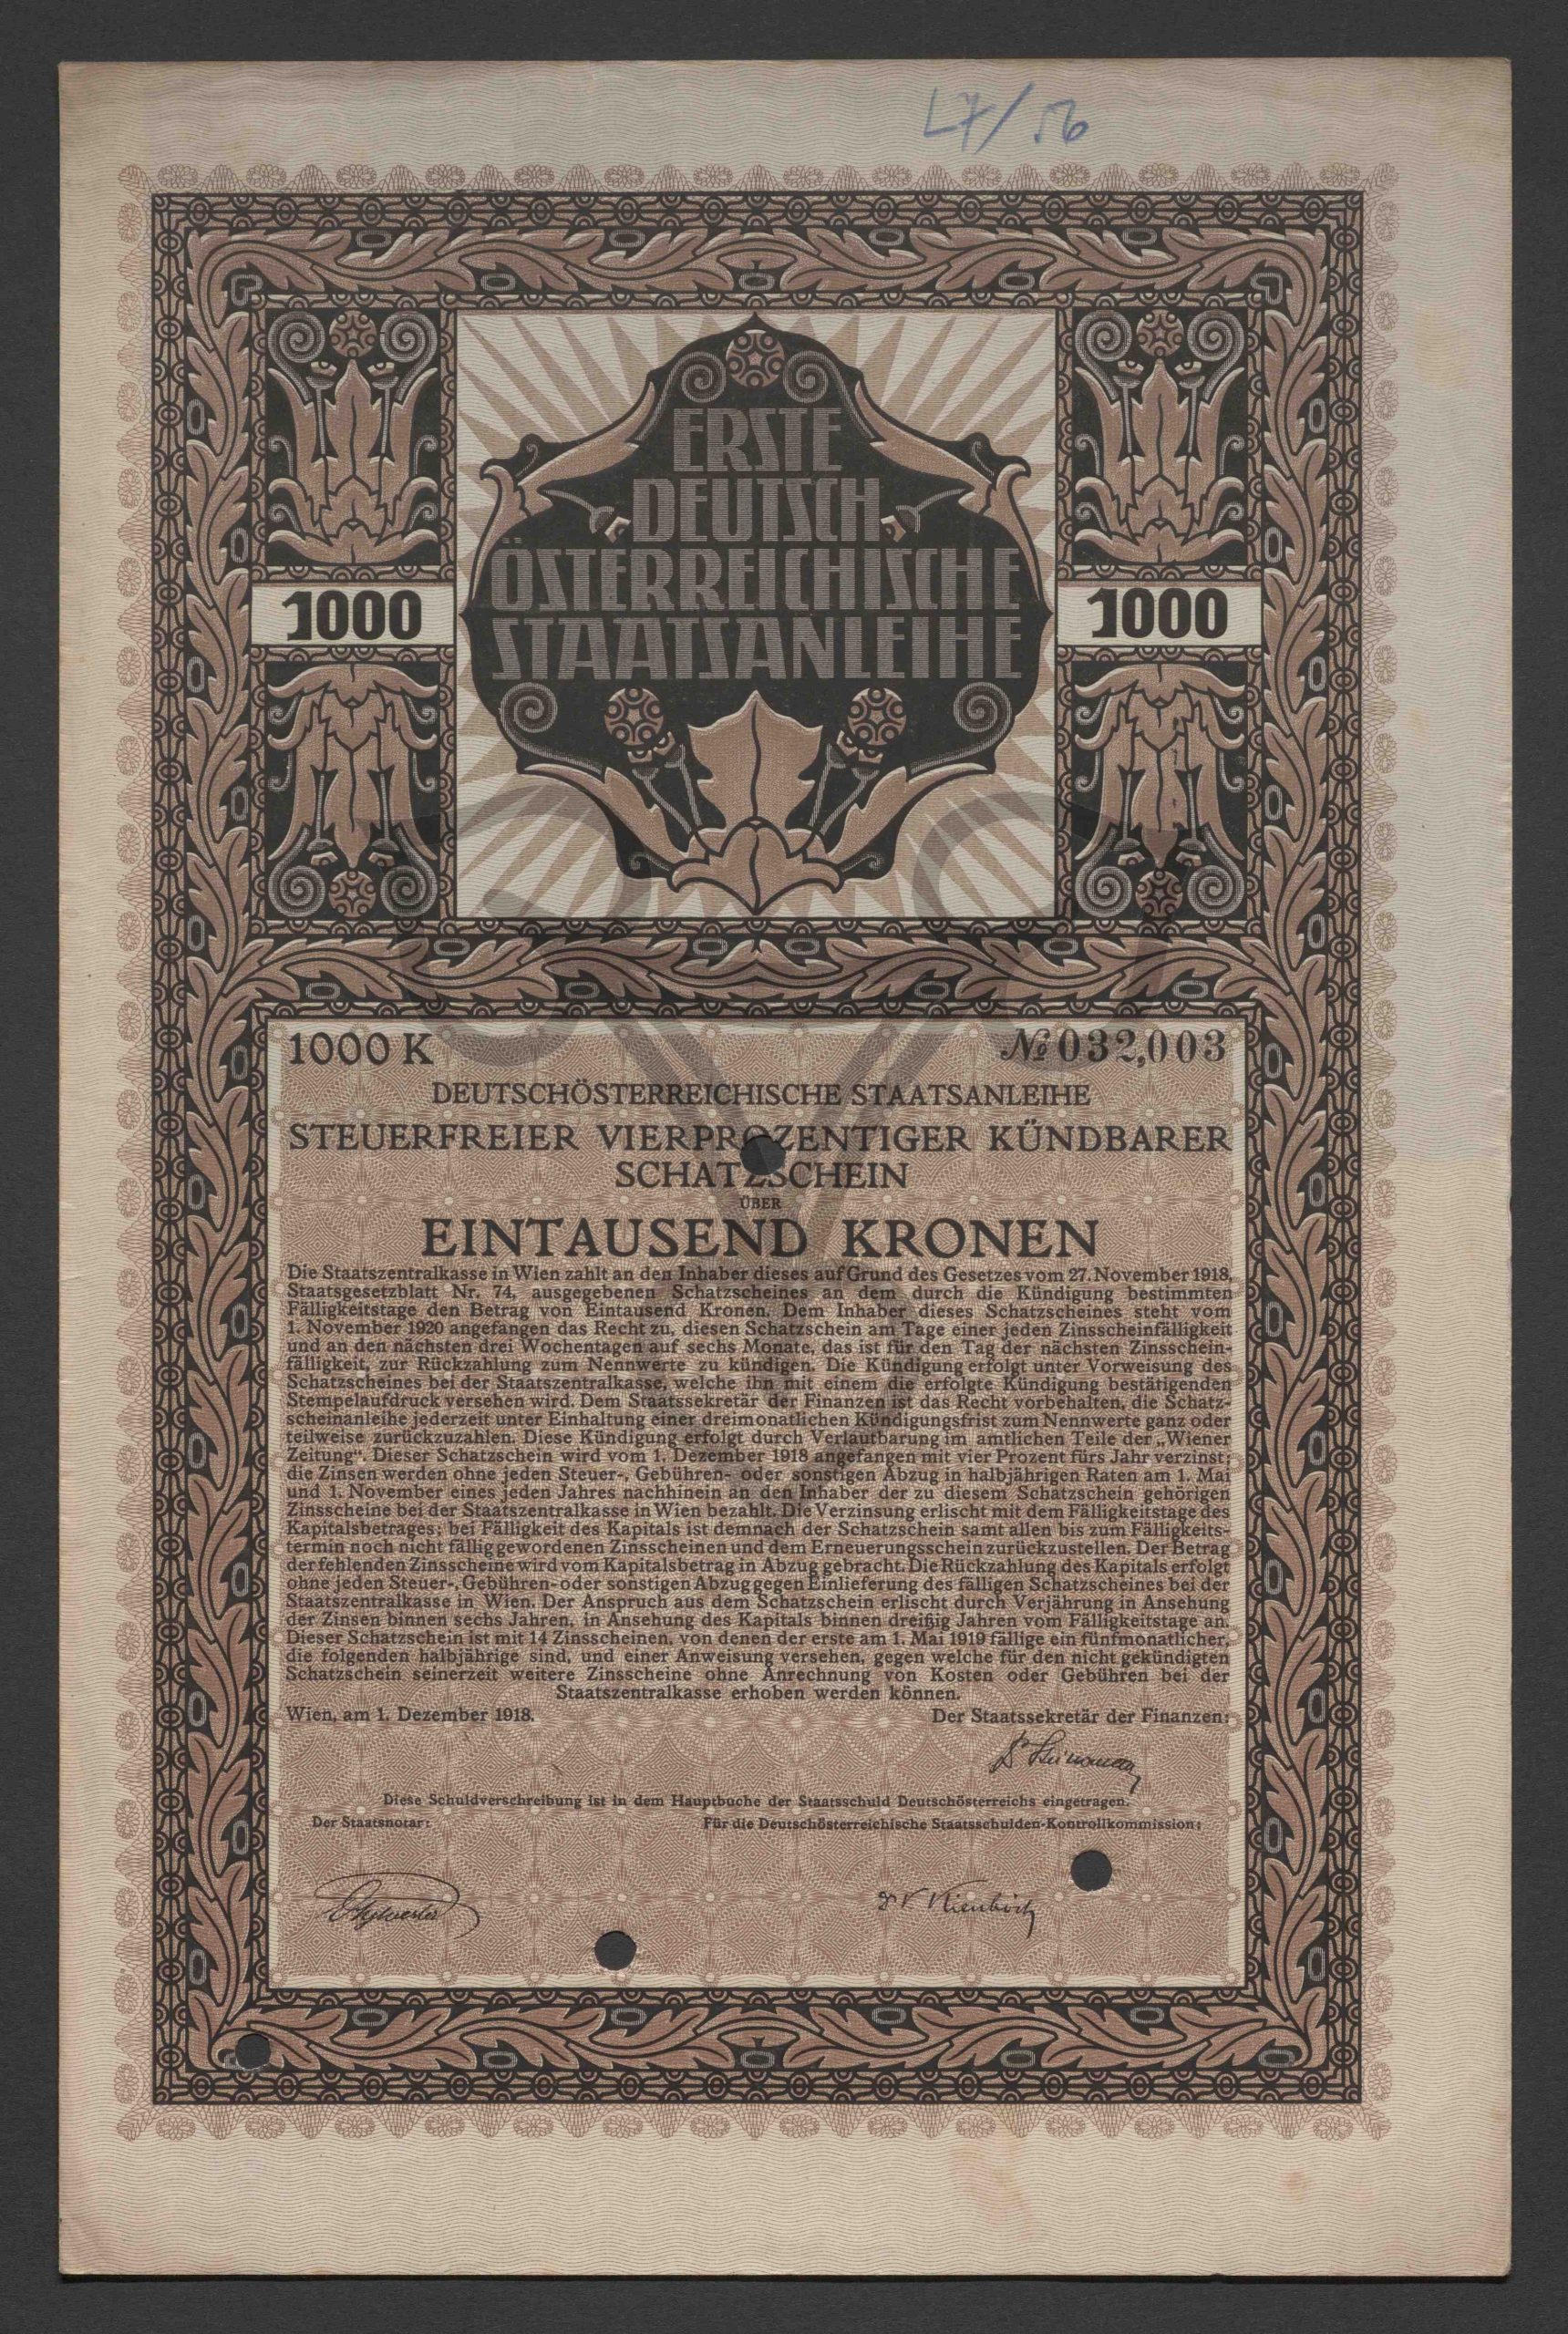 L7/56
ERSTE
DEUTSCH
ÖSTERREICHISCHE
STAATSANLEIHE
1000
1000
1000 K
№ 032,003
DEUTSCHÖSTERREICHISCHE STAATSANLEIHE
STEUERFREIER VIERPROZENTIGER KÜNDBARER
SCHATZSCHEIN
ÜBER
EINTAUSEND KRONEN
Die Staatszentralkasse in Wien zahlt an den Inhaber dieses auf Grund des Gesetzes vom 27. November 1918,
Staatsgesetzblatt Nr. 74, ausgegebenen Schatzscheines an dem durch die Kündigung bestimmten
Fälligkeitstage den Betrag von Eintausend Kronen. Dem Inhaber dieses Schatzscheines steht vom
1. November 1920 angefangen das Recht zu, diesen Schatzschein am Tage einer jeden Zinsscheinfälligkeit
und an den nächsten drei Wochentagen auf sechs Monate, das ist für den Tag der nächsten Zinsschein-
fälligkeit, zur Rückzahlung zum Nennwerte zu kündigen. Die Kündigung erfolgt unter Vorweisung des
Schatzscheines bei der Staatszentralkasse, welche ihn mit einem die erfolgte Kündigung bestätigenden
Stempelaufdruck versehen wird. Dem Staatssekretär der Finanzen ist das Recht vorbehalten, die Schatz-
scheinanleihe jederzeit unter Einhaltung einer dreimonatlichen Kündigungsfrist zum Nennwerte ganz oder
teilweise zurückzuzahlen. Diese Kündigung erfolgt durch Verlautbarung im amtlichen Teile der „Wiener
Zeitung“. Dieser Schatzschein wird vom 1. Dezember 1918 angefangen mit vier Prozent fürs Jahr verzinst;
die Zinsen werden ohne jeden Steuer-, Gebühren- oder sonstigen Abzug in halbjährigen Raten am 1. Mai
und 1. November eines jeden Jahres nachhinein an den Inhaber der zu diesem Schatzschein gehörigen
Zinsscheine bei der Staatszentralkasse in Wien bezahlt. Die Verzinsung erlischt mit dem Fälligkeitstage des
Kapitalsbetrages; bei Fälligkeit des Kapitals ist demnach der Schatzschein samt allen bis zum Fälligkeits-
termin noch nicht fällig gewordenen Zinsscheinen und dem Erneuerungsschein zurückzustellen. Der Betrag
der fehlenden Zinsscheine wird vom Kapitalsbetrag in Abzug gebracht. Die Rückzahlung des Kapitals erfolgt
ohne jeden Steuer-, Gebühren- oder sonstigen Abzug gegen Einlieferung des fälligen Schatzscheines bei der
Staatszentralkasse in Wien. Der Anspruch aus dem Schatzschein erlischt durch Verjährung in Ansehung
der Zinsen binnen sechs Jahren, in Ansehung des Kapitals binnen dreißig Jahren vom Fälligkeitstage an.
Dieser Schatzschein ist mit 14 Zinsscheinen, von denen der erste am 1. Mai 1919 fällige ein fünfmonatlicher,
die folgenden halbjährige sind, und einer Anweisung versehen, gegen welche für den nicht gekündigten
Schatzschein seinerzeit weitere Zinsscheine ohne Anrechnung von Kosten oder Gebühren bei der
Staatszentralkasse erhoben werden können.
Wien, am 1. Dezember 1918.
Der Staatssekretär der Finanzen:
Dr Steinwender
Diese Schuldverschreibung ist in dem Hauptbuche der Staatsschuld Deutschösterreichs eingetragen.
Der Staatsnotar:
Für die Deutschösterreichische Staatsschulden-Kontrollkommission:
Sylvester
Dr V Kienböck